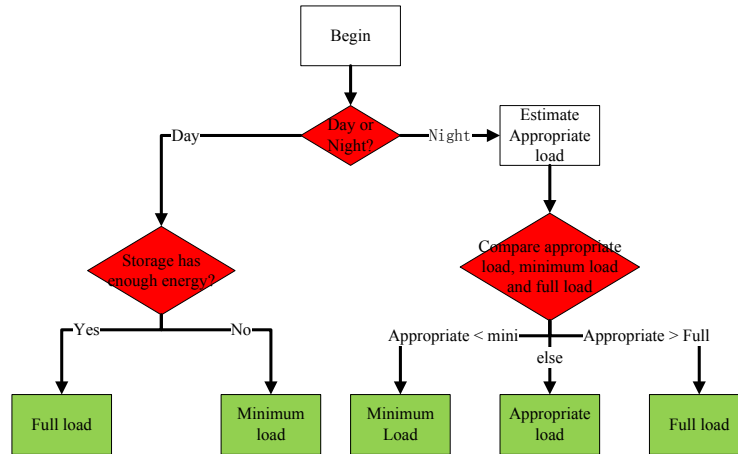 Begin
Day or
Night?
Day
Night
Estimate
Appropriate
load
Storage has
enough energy?
Compare appropriate
load, minimum load
and full load
Yes
No
Appropriate < mini
else
Appropriate > Full
Full load
Minimum
load
Minimum
Load
Appropriate
load
Full load